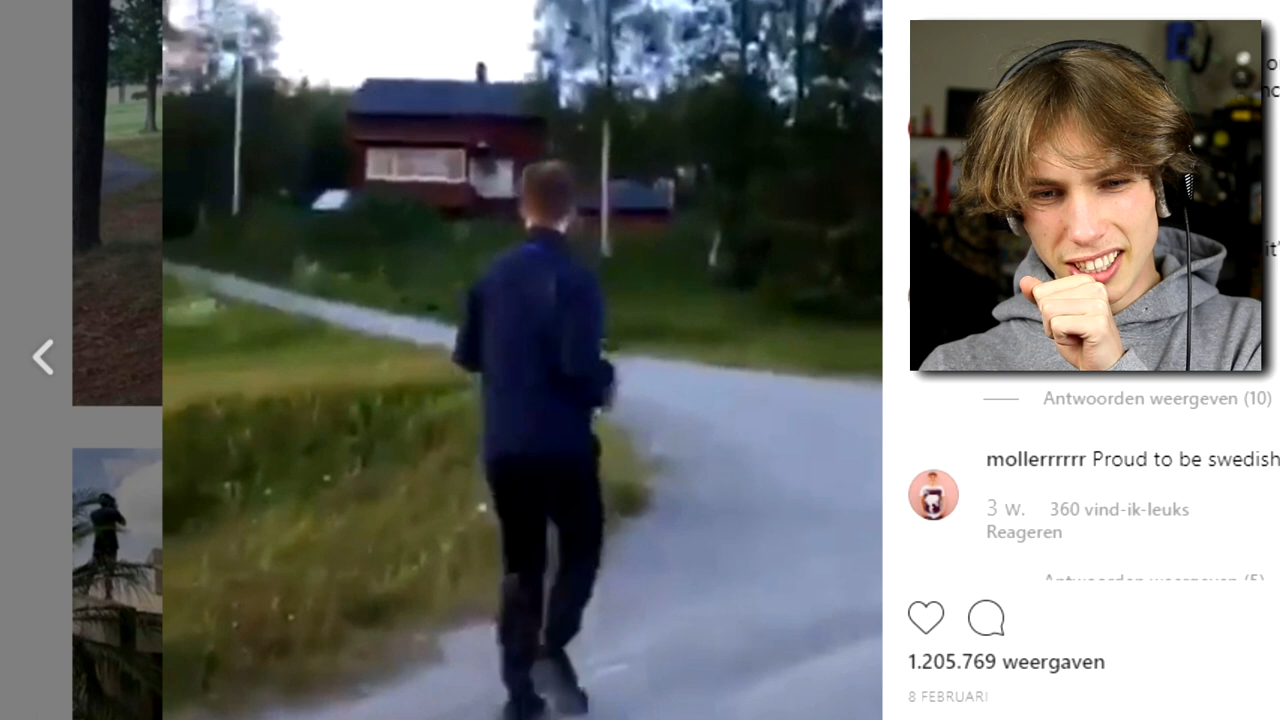 Antwoorden weergeven (10)
mollerrrrrr Proud to be swedish
3 w. 360 vind-ik-leuks
Reageren
1.205.769 weergaven
8 FEBRUARI